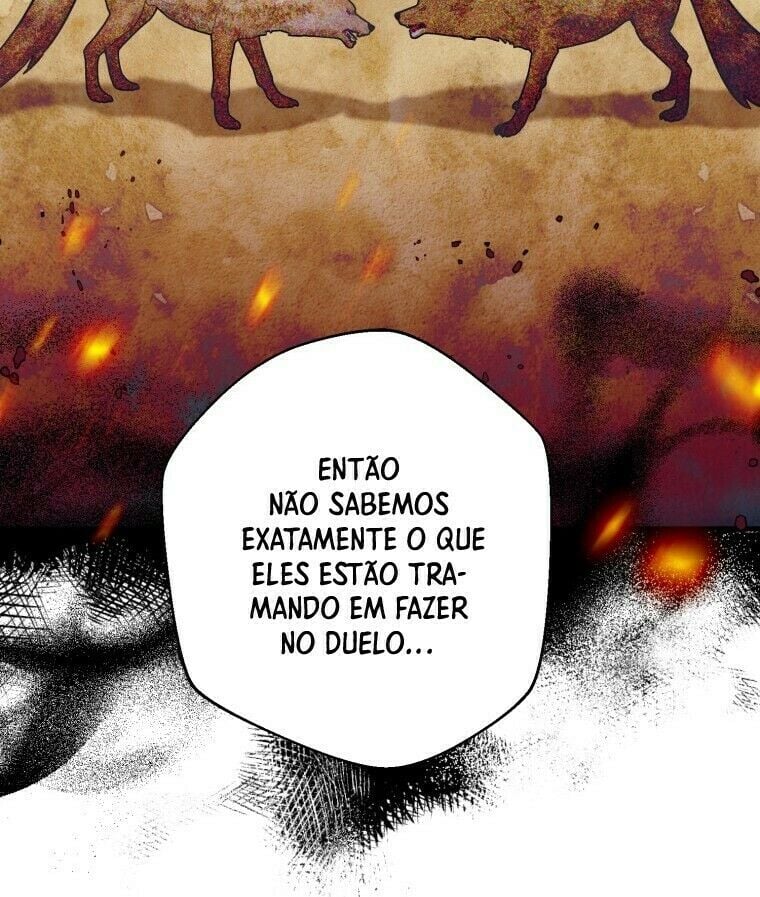 ENTÃO
NÃO SABEMOS
EXATAMENTE O QUE
ELES ESTÃO TRA-
MANDO EM FAZER
NO DUELO...